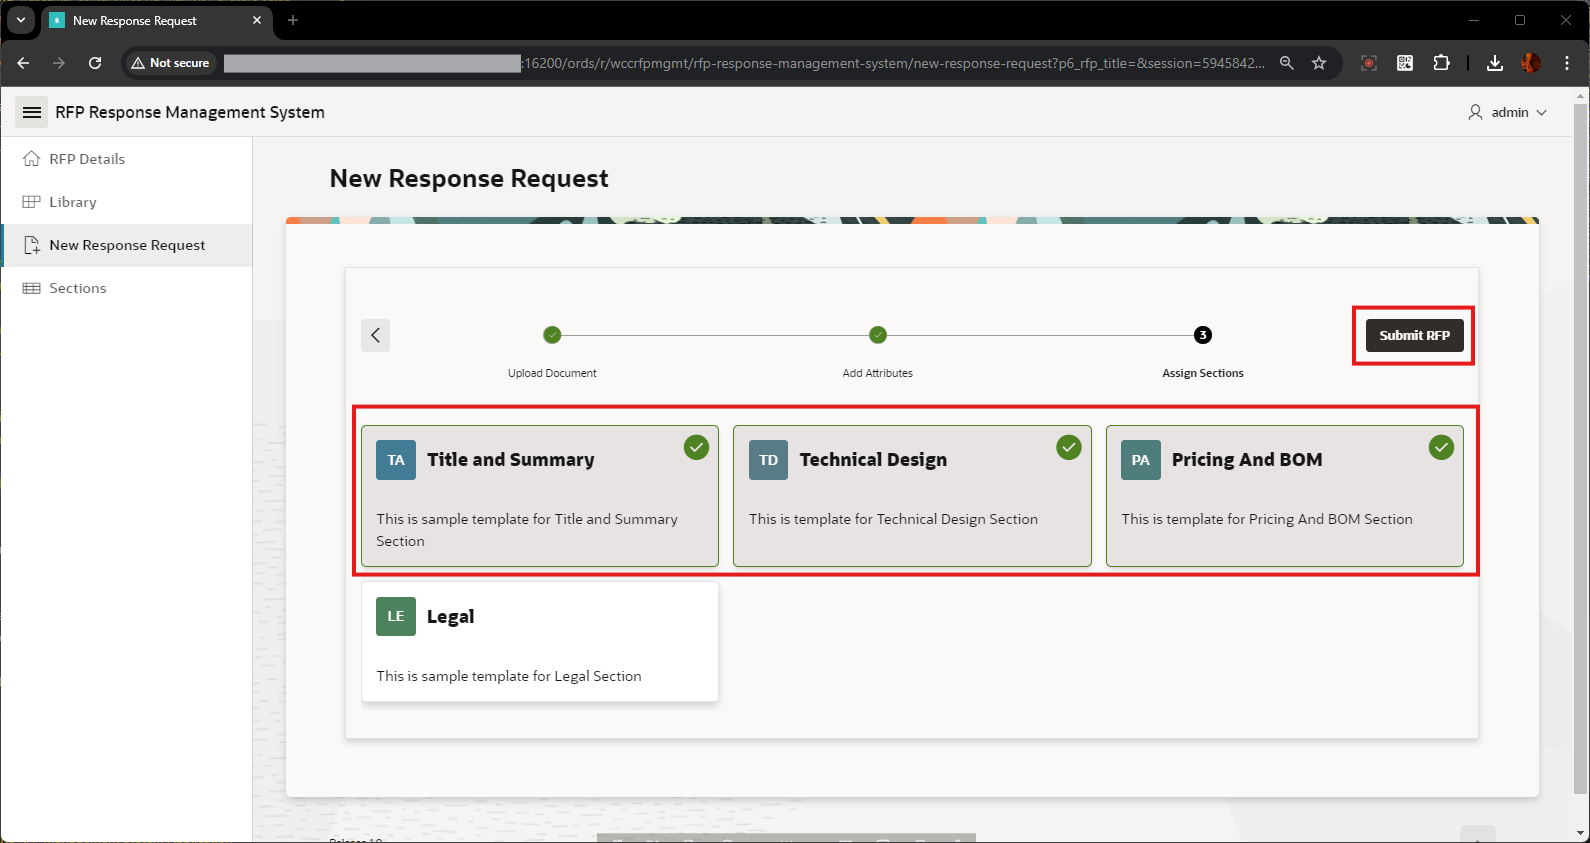 New Response Request
Not secure
:16200/ords/r/wccrfpmgmt/rfp-response-management-system/new-response-request?p6_rfp_title=&session=5945842...
RFP Response Management System
admin
RFP Details
Library
New Response Request
Sections
New Response Request
3
Submit RFP
Upload Document
Add Attributes
Assign Sections
TA
Title and Summary
This is sample template for Title and Summary
Section
TD
Technical Design
This is template for Technical Design Section
PA
Pricing And BOM
This is template for Pricing And BOM Section
LE
Legal
This is sample template for Legal Section